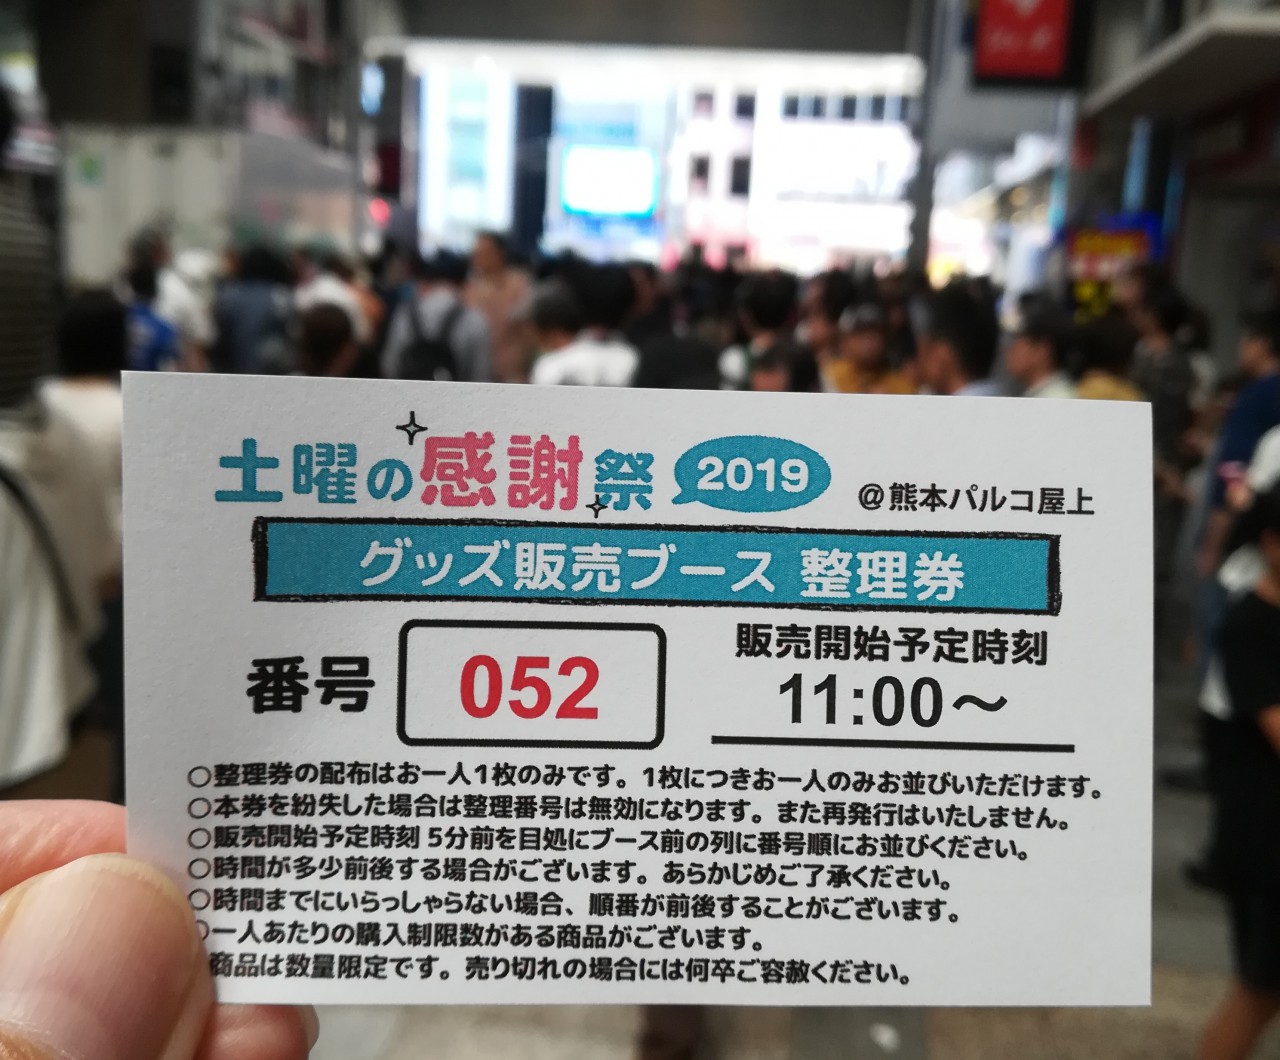 土曜の感謝祭 2019 @熊本パルコ屋上
グッズ販売ブース 整理券
番号 052
販売開始予定時刻
11:00〜
○整理券の配布はお一人1枚のみです。1枚につきお一人のみお並びいただけます。
○本券を紛失した場合は整理番号は無効になります。また再発行はいたしません。
○販売開始予定時刻 5分前を目処にブース前の列に番号順にお並びください。
○時間が多少前後する場合がございます。あらかじめご了承ください。
○時間までにいらっしゃらない場合、順番が前後することがございます。
○一人あたりの購入制限数がある商品がございます。
商品は数量限定です。売り切れの場合には何卒ご容赦ください。